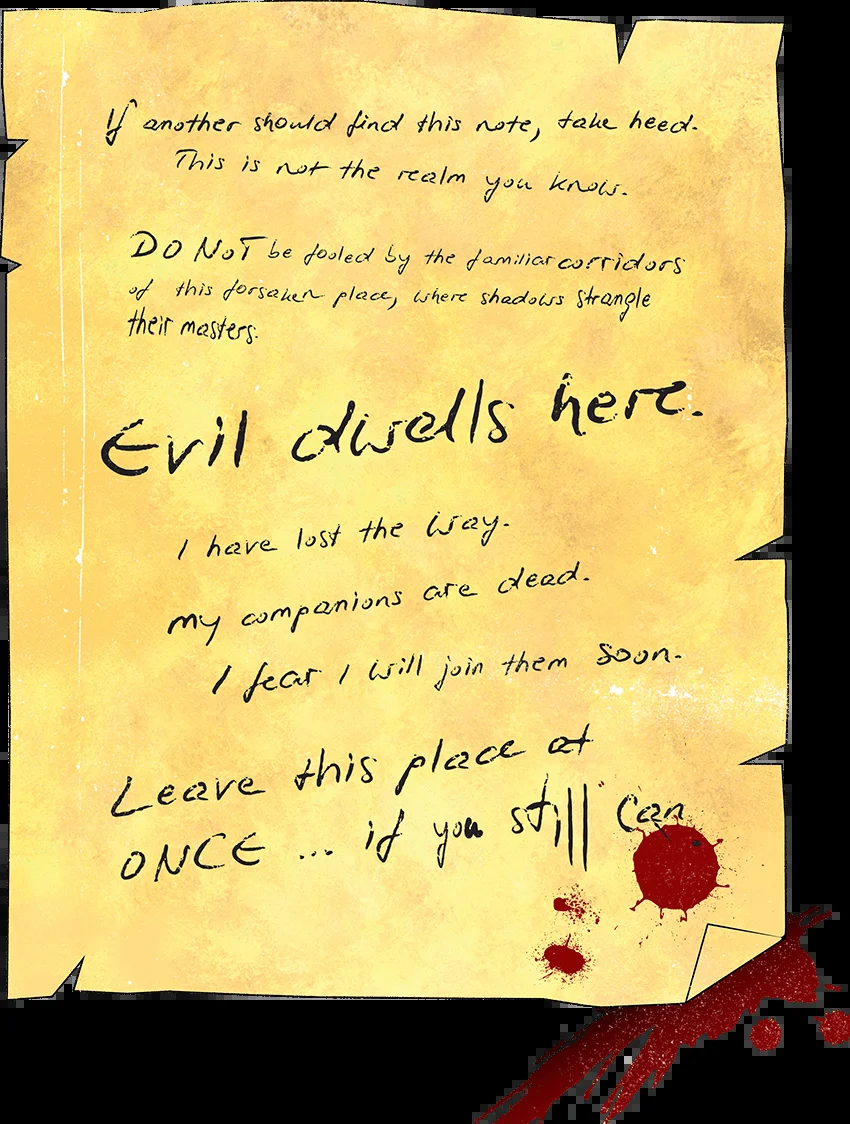 If another should find this note, take heed.
This is not the realm you know.
DO NOT be fooled by the familiar corridors
of this forsaken place, where shadows strangle
their masters.
Evil dwells here.
I have lost the way.
my companions are dead.
I fear I will join them soon.
Leave this place at
ONCE ... if you still can